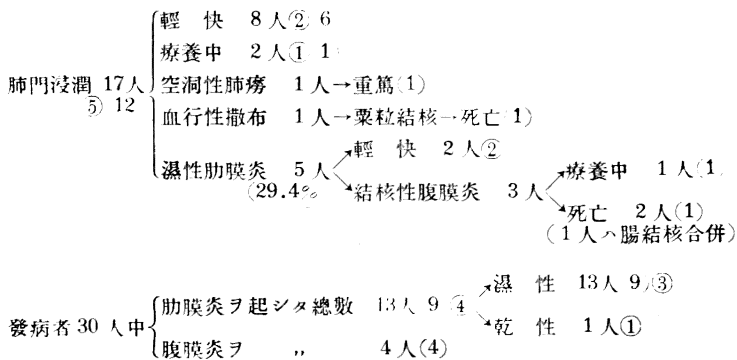 輕快 8人② 6
療養中 2人① 1
肺門浸潤 17人 空洞性肺癆 1人→重篤(1)
⑤ 12
血行性撒布 1人→粟粒結核→死亡(1)
輕快 2人②
濕性肋膜炎 5人
療養中 1人(1
(29.4% 結核性腹膜炎 3人
死亡 2人(1)
(1人ハ腸結核合併)
濕性 13人 9 ③
肋膜炎ヲ起シタ總數 13人 9 ④
發病者30人中
乾性 1人①
腹膜炎ヲ 〃 4人(4)